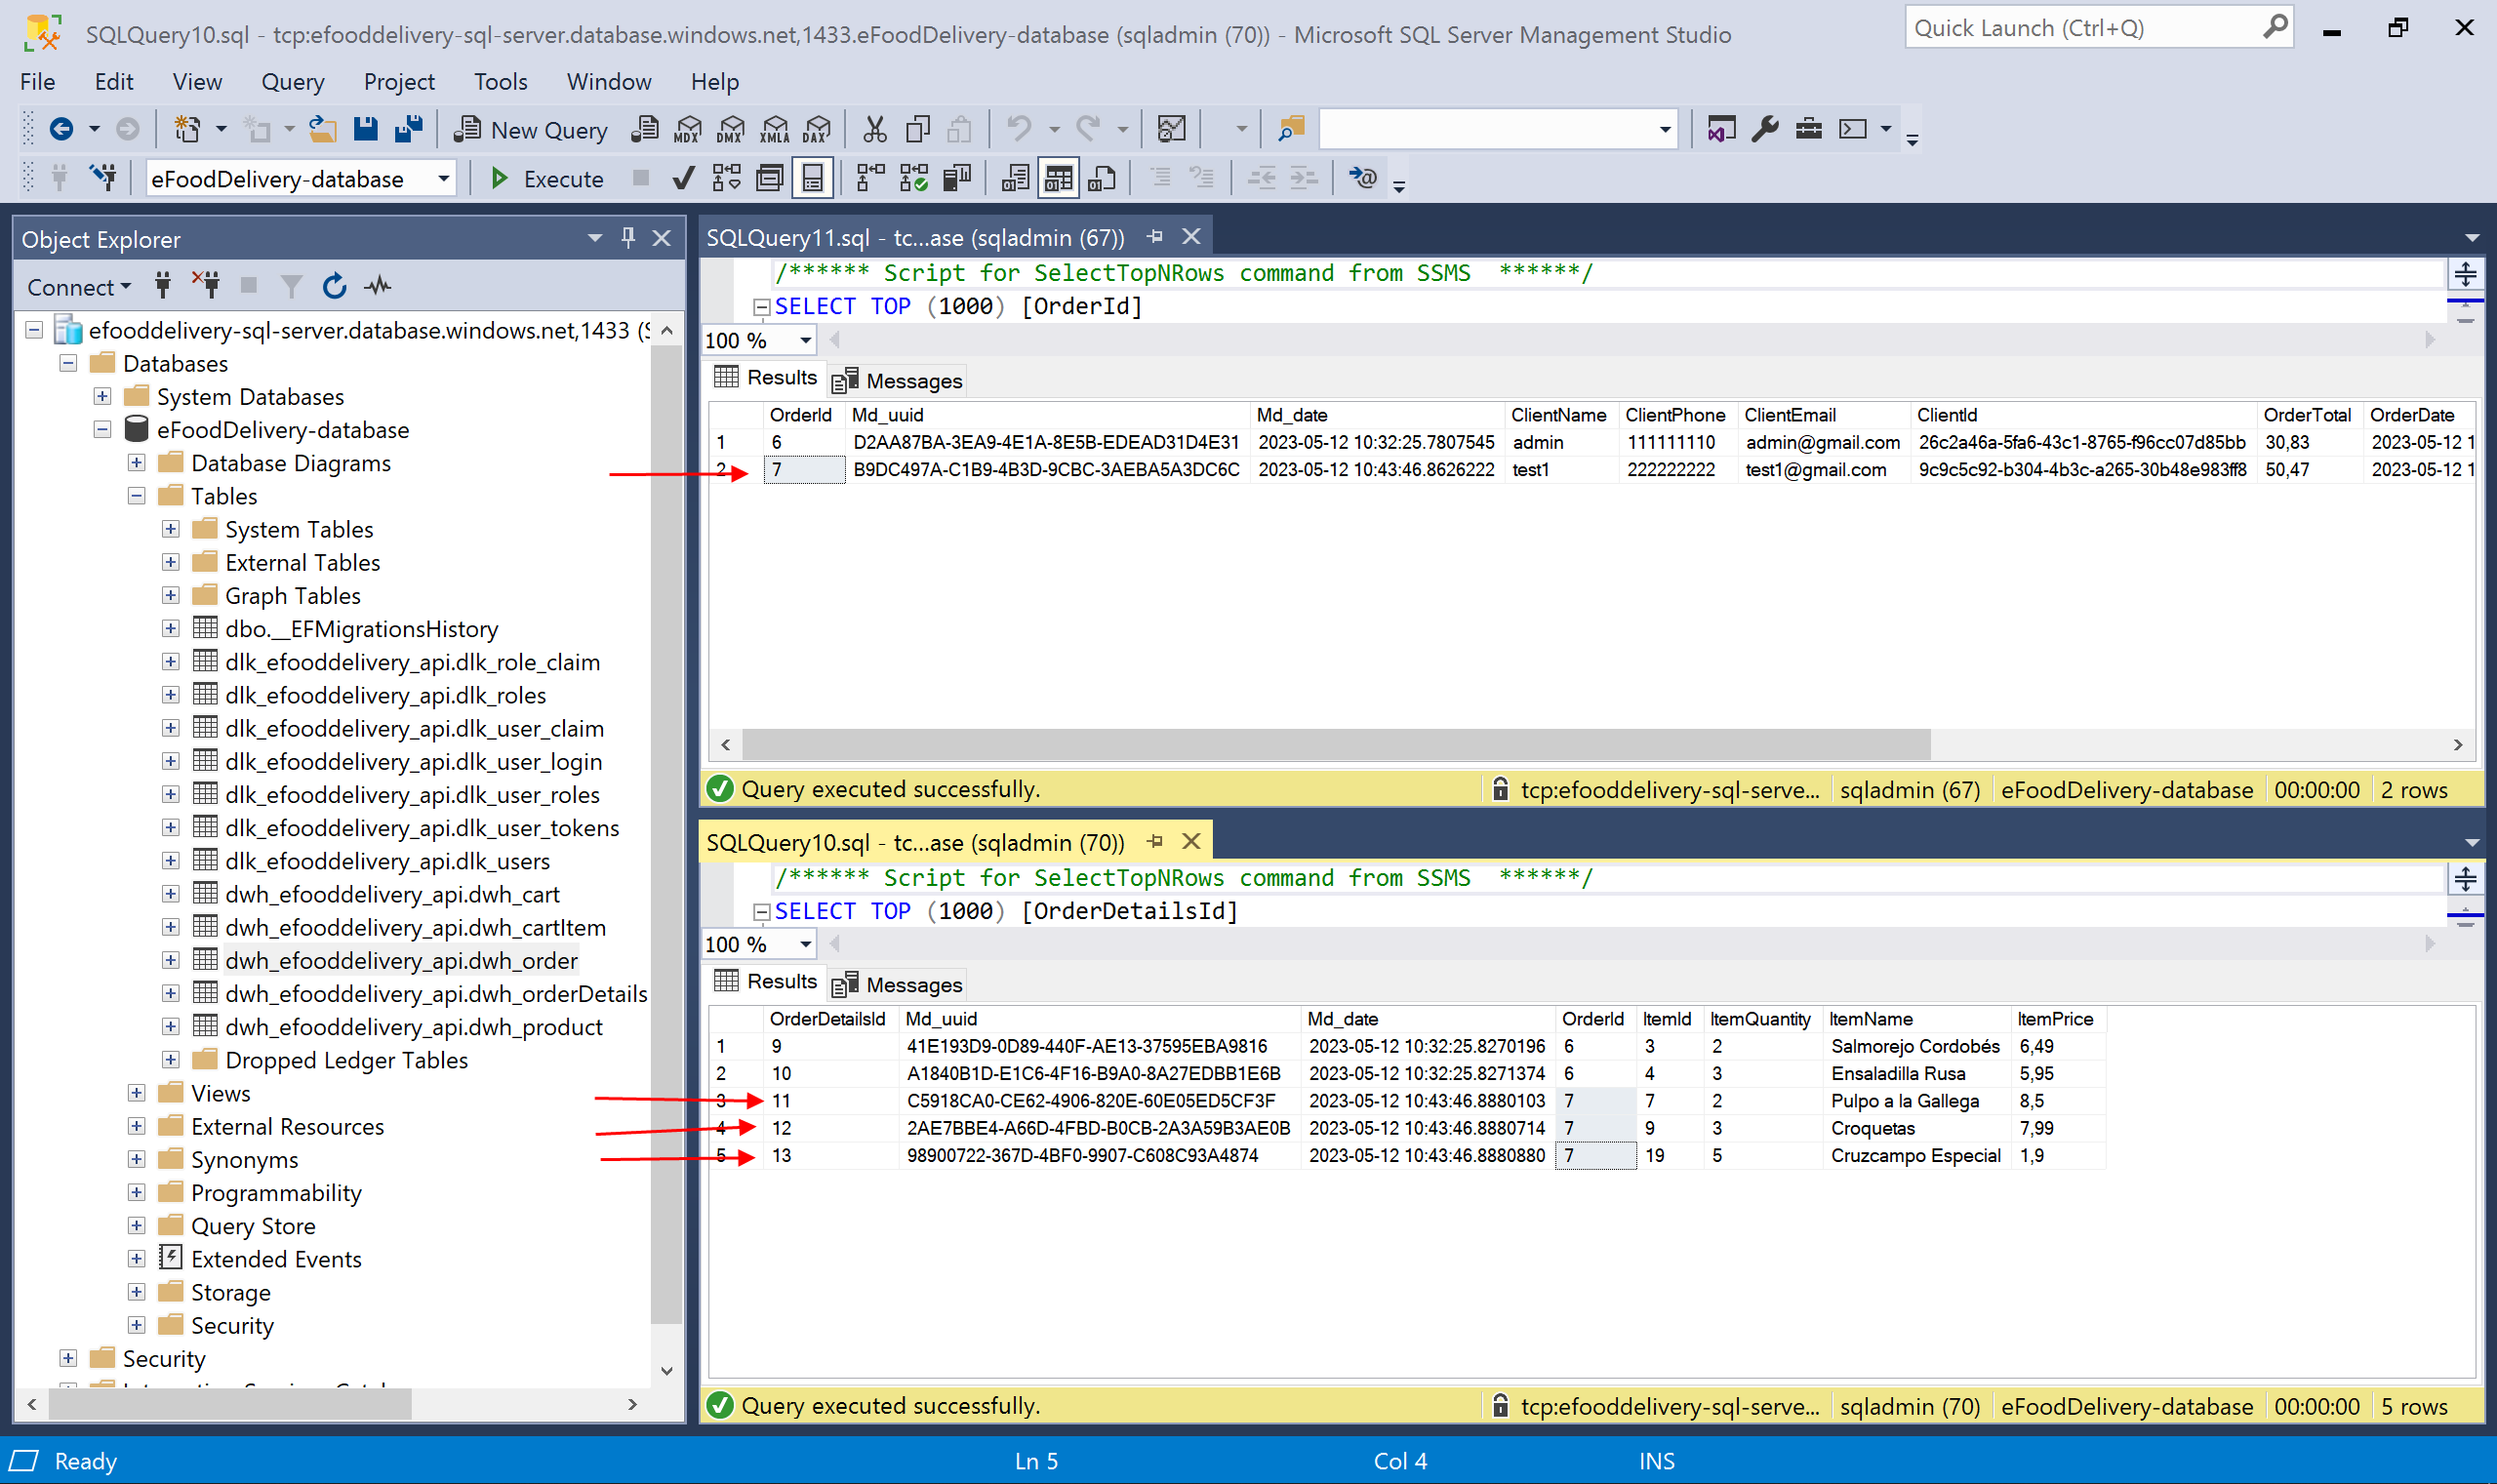 SQLQuery10.sql - tcp:efooddelivery-sql-server.database.windows.net,1433.eFoodDelivery-database (sqladmin (70)) - Microsoft SQL Server Management Studio
Quick Launch (Ctrl+Q)
File Edit View Query Project Tools Window Help
New Query MDX DMX XMLA DAX
eFoodDelivery-database Execute
Object Explorer
Connect
efooddelivery-sql-server.database.windows.net,1433 (S
Databases
System Databases
eFoodDelivery-database
Database Diagrams
Tables
System Tables
External Tables
Graph Tables
dbo.__EFMigrationsHistory
dlk_efooddelivery_api.dlk_role_claim
dlk_efooddelivery_api.dlk_roles
dlk_efooddelivery_api.dlk_user_claim
dlk_efooddelivery_api.dlk_user_login
dlk_efooddelivery_api.dlk_user_roles
dlk_efooddelivery_api.dlk_user_tokens
dlk_efooddelivery_api.dlk_users
dwh_efooddelivery_api.dwh_cart
dwh_efooddelivery_api.dwh_cartItem
dwh_efooddelivery_api.dwh_order
dwh_efooddelivery_api.dwh_orderDetails
dwh_efooddelivery_api.dwh_product
Dropped Ledger Tables
Views
External Resources
Synonyms
Programmability
Query Store
Extended Events
Storage
Security
Security
SQLQuery11.sql - tc...ase (sqladmin (67))
/****** Script for SelectTopNRows command from SSMS ******/
SELECT TOP (1000) [OrderId]
100 %
Results Messages
OrderId Md_uuid Md_date ClientName ClientPhone ClientEmail ClientId OrderTotal OrderDate
1 6 D2AA87BA-3EA9-4E1A-8E5B-EDEAD31D4E31 2023-05-12 10:32:25.7807545 admin 111111110 admin@gmail.com 26c2a46a-5fa6-43c1-8765-f96cc07d85bb 30,83 2023-05-12 1
2 7 B9DC497A-C1B9-4B3D-9CBC-3AEBA5A3DC6C 2023-05-12 10:43:46.8626222 test1 222222222 test1@gmail.com 9c9c5c92-b304-4b3c-a265-30b48e983ff8 50,47 2023-05-12 1
Query executed successfully. tcp:efooddelivery-sql-serve... sqladmin (67) eFoodDelivery-database 00:00:00 2 rows
SQLQuery10.sql - tc...ase (sqladmin (70))
/****** Script for SelectTopNRows command from SSMS ******/
SELECT TOP (1000) [OrderDetailsId]
100 %
Results Messages
OrderDetailsId Md_uuid Md_date OrderId ItemId ItemQuantity ItemName ItemPrice
1 9 41E193D9-0D89-440F-AE13-37595EBA9816 2023-05-12 10:32:25.8270196 6 3 2 Salmorejo Cordobés 6,49
2 10 A1840B1D-E1C6-4F16-B9A0-8A27EDBB1E6B 2023-05-12 10:32:25.8271374 6 4 3 Ensaladilla Rusa 5,95
3 11 C5918CA0-CE62-4906-820E-60E05ED5CF3F 2023-05-12 10:43:46.8880103 7 7 2 Pulpo a la Gallega 8,5
4 12 2AE7BBE4-A66D-4FBD-B0CB-2A3A59B3AE0B 2023-05-12 10:43:46.8880714 7 9 3 Croquetas 7,99
5 13 98900722-367D-4BF0-9907-C608C93A4874 2023-05-12 10:43:46.8880880 7 19 5 Cruzcampo Especial 1,9
Query executed successfully. tcp:efooddelivery-sql-serve... sqladmin (70) eFoodDelivery-database 00:00:00 5 rows
Ready Ln 5 Col 4 INS